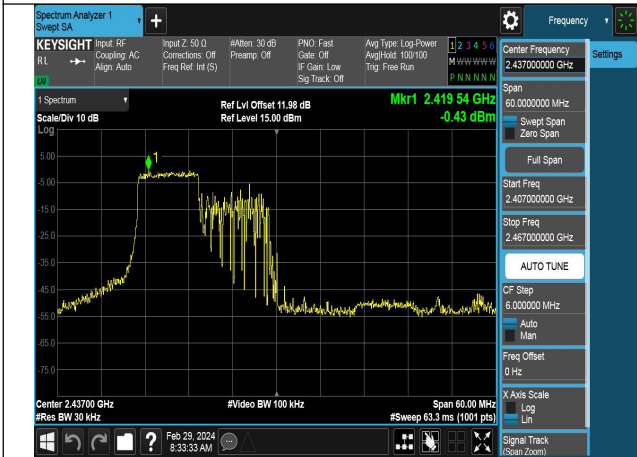 Spectrum Analyzer 1
Swept SA
+
Frequency
KEYSIGHT
RL
LXI
Input: RF
Coupling: AC
Align: Auto
Input Z: 50 Ω
Corrections: Off
Freq Ref: Int (S)
#Atten: 30 dB
Preamp: Off
PNO: Fast
Gate: Off
IF Gain: Low
Sig Track: Off
Avg Type: Log-Power
Avg|Hold: 100/100
Trig: Free Run
1 2 3 4 5 6
M W W W W W
P N N N N N
1 Spectrum
Scale/Div 10 dB
Log
Ref Lvl Offset 11.98 dB
Ref Level 15.00 dBm
Mkr1 2.419 54 GHz
-0.43 dBm
1
5.00
-5.00
-15.0
-25.0
-35.0
-45.0
-55.0
-65.0
-75.0
Center 2.43700 GHz
#Res BW 30 kHz
#Video BW 100 kHz
Span 60.00 MHz
#Sweep 63.3 ms (1001 pts)
Center Frequency
2.437000000 GHz
Settings
Span
60.0000000 MHz
Swept Span
Zero Span
Full Span
Start Freq
2.407000000 GHz
Stop Freq
2.467000000 GHz
AUTO TUNE
CF Step
6.000000 MHz
Auto
Man
Freq Offset
0 Hz
X Axis Scale
Log
Lin
Signal Track
(Span Zoom)
?
Feb 29, 2024
8:33:33 AM